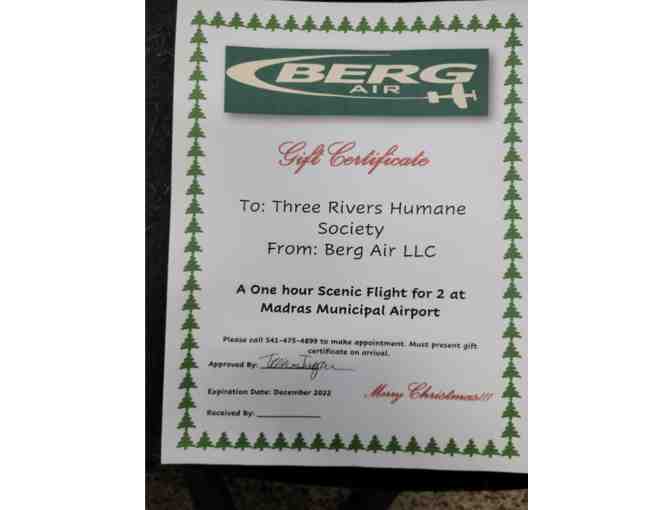 BERG
AIR
Gift Certificate
To: Three Rivers Humane
Society
From: Berg Air LLC
A One hour Scenic Flight for 2 at
Madras Municipal Airport
Please call 541-475-4899 to make appointment. Must present gift
certificate on arrival.
Approved By:
Expiration Date: December 2022
Merry Christmas!!!
Received By: